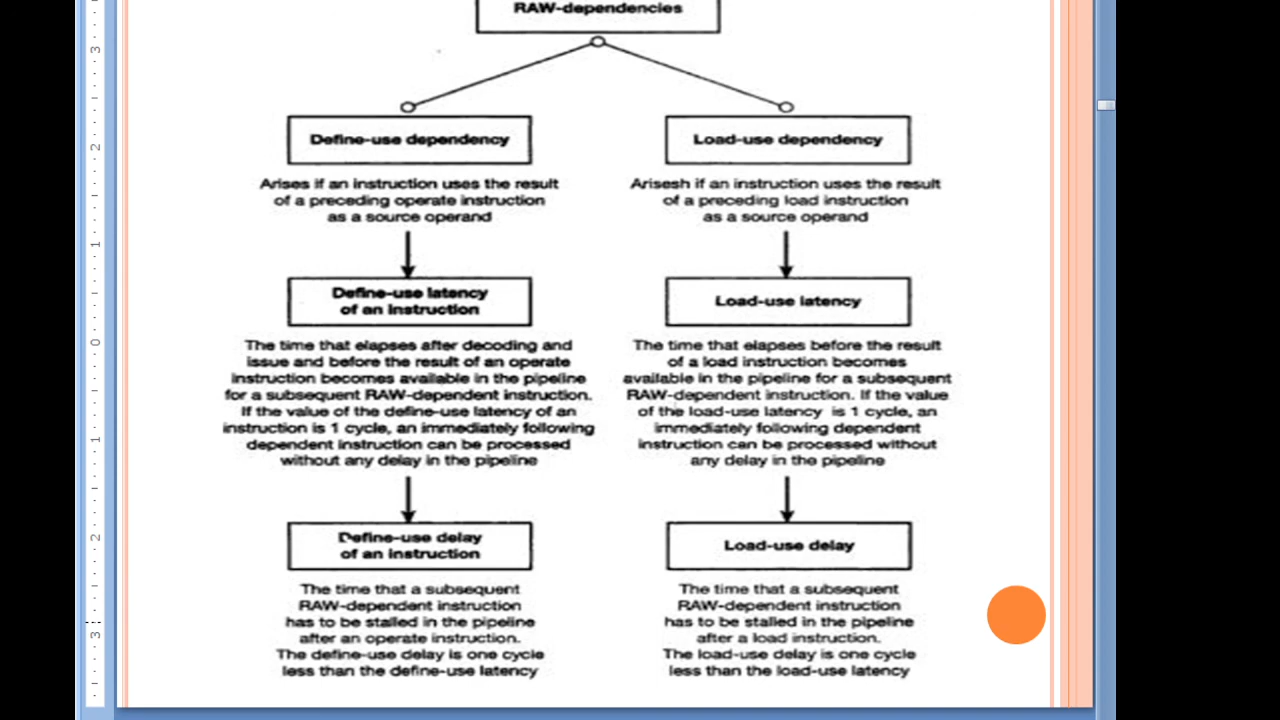 RAW-dependencies
Define-use dependency
Arises if an instruction uses the result
of a preceding operate instruction
as a source operand
Define-use latency
of an instruction
The time that elapses after decoding and
issue and before the result of an operate
instruction becomes available in the pipeline
for a subsequent RAW-dependent instruction.
If the value of the define-use latency of an
instruction is 1 cycle, an immediately following
dependent instruction can be processed
without any delay in the pipeline
Define-use delay
of an instruction
The time that a subsequent
RAW-dependent instruction
has to be stalled in the pipeline
after an operate instruction.
The define-use delay is one cycle
less than the define-use latency
Load-use dependency
Arisesh if an instruction uses the result
of a preceding load instruction
as a source operand
Load-use latency
The time that elapses before the result
of a load instruction becomes
available in the pipeline for a subsequent
RAW-dependent instruction. If the value
of the load-use latency is 1 cycle, an
immediately following dependent
instruction can be processed without
any delay in the pipeline
Load-use delay
The time that a subsequent
RAW-dependent instruction
has to be stalled in the pipeline
after a load instruction.
The load-use delay is one cycle
less than the load-use latency
3
2
1
0
1
2
3